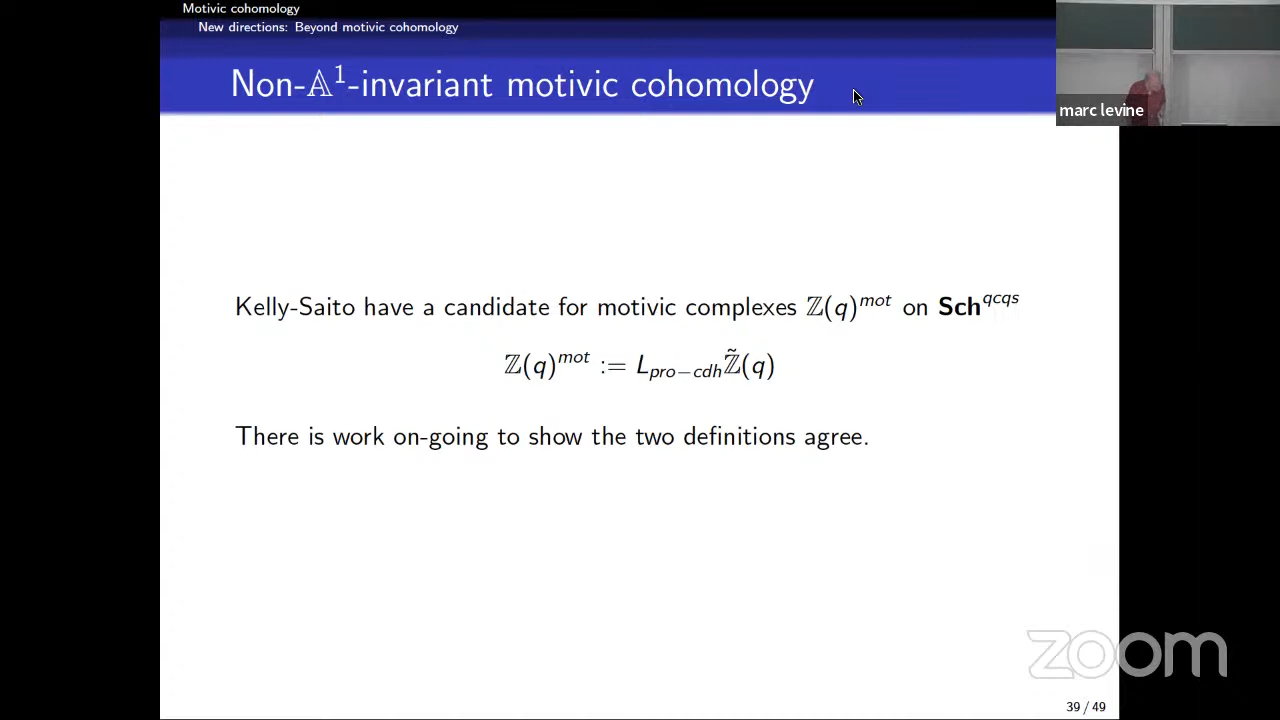 Motivic cohomology
New directions: Beyond motivic cohomology
Non-𝔸¹-invariant motivic cohomology
marc levine
Kelly-Saito have a candidate for motivic complexes ℤ(q)^{mot} on Sch^{qcqs}
ℤ(q)^{mot} := L_{pro−cdh}ℤ̃(q)
There is work on-going to show the two definitions agree.
zoom
39 / 49